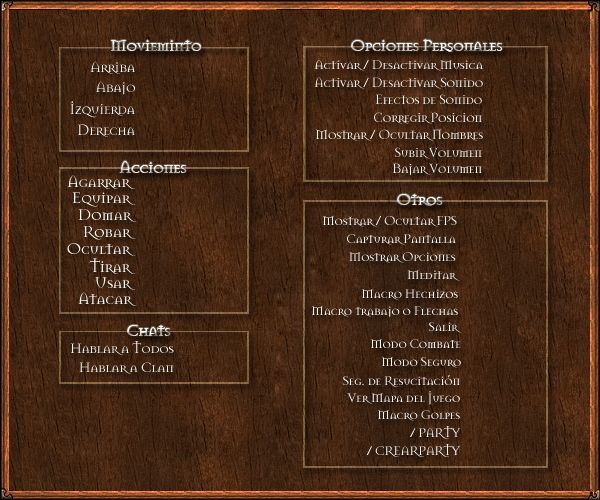 Movieminto
Arriba
Abajo
Izquierda
Derecha
Acciones
Agarrar
Equipar
Domar
Robar
Ocultar
Tirar
Usar
Atacar
Chats
Hablar a Todos
Hablar a Clan
Opciones Personales
Activar / Desactivar Musica
Activar / Desactivar Sonido
Efectos de Sonido
Corregir Posicion
Mostrar / Ocultar Nombres
Subir Volumen
Bajar Volumen
Otros
Mostrar / Ocultar FPS
Capturar Pantalla
Mostrar Opciones
Meditar
Macro Hechizos
Macro trabajo o Flechas
Salir
Modo Combate
Modo Seguro
Seg. de Resucitación
Ver Mapa del Juego
Macro Golpes
/ PARTY
/ CREARPARTY